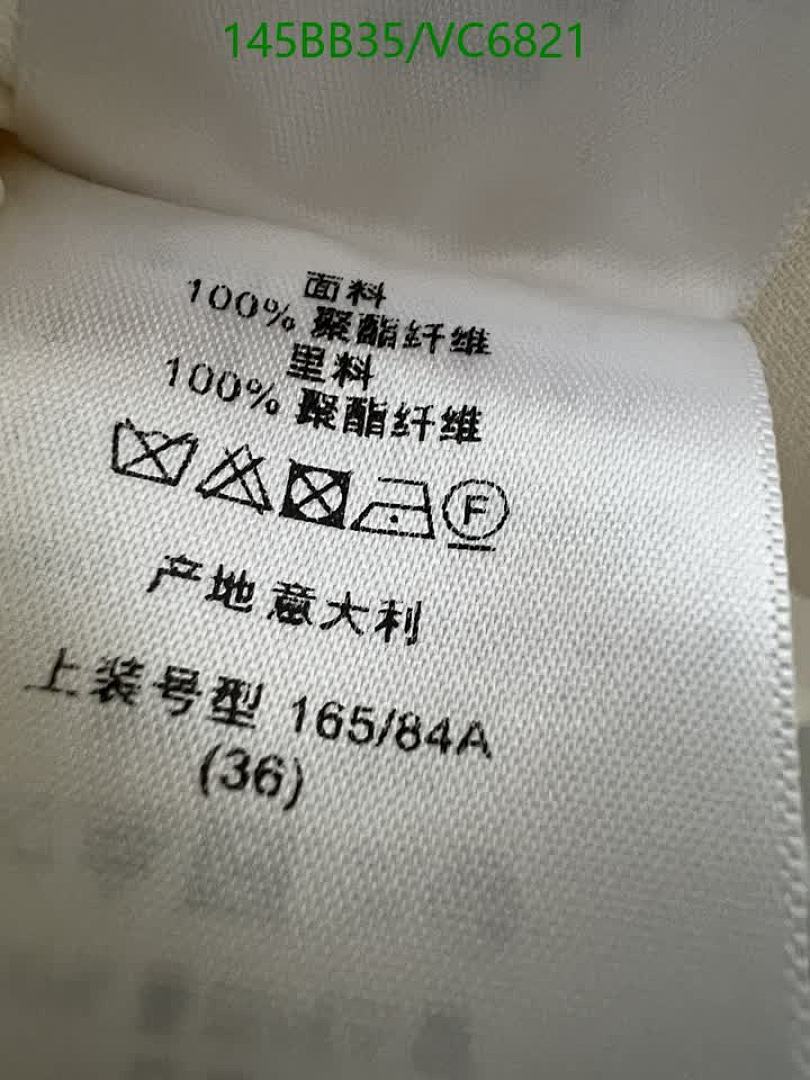 145BB35/VC6821
面料
100% 聚酯纤维
里料
100% 聚酯纤维
F
产地意大利
上装号型 165/84A
(36)